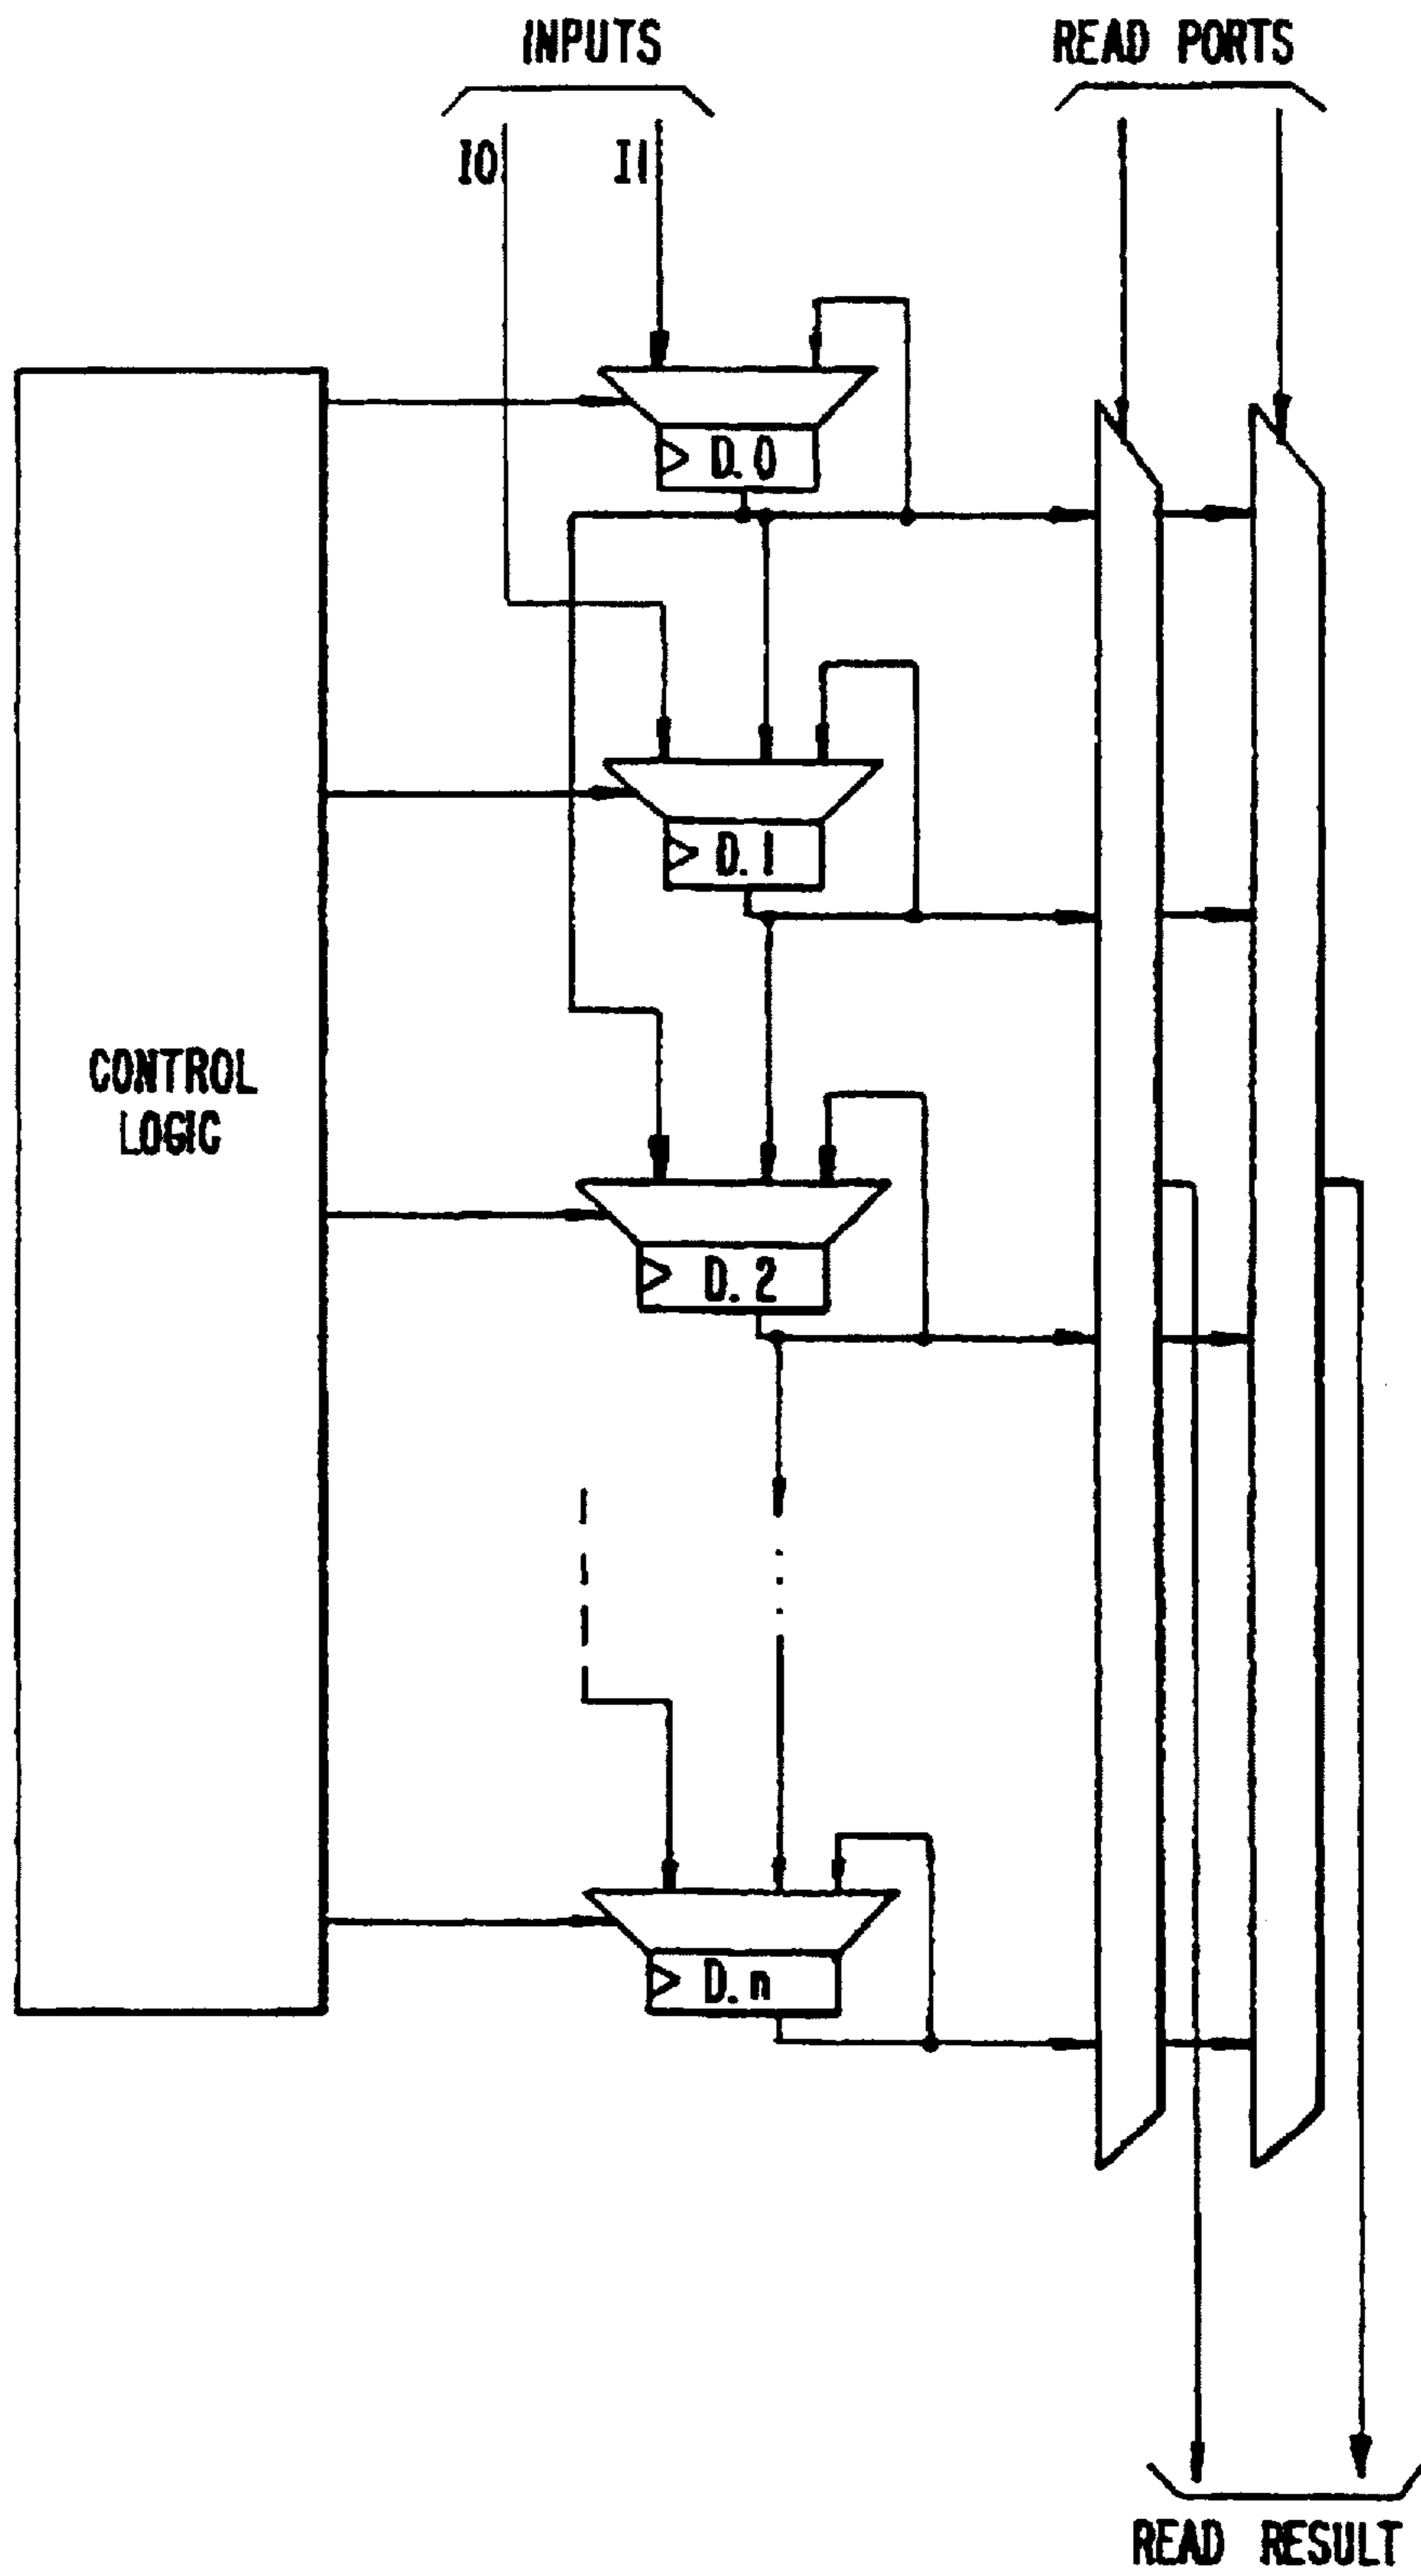 INPUTS
READ PORTS
I0
I1
D.0
D.1
CONTROL
LOGIC
D.2
D.n
READ RESULT